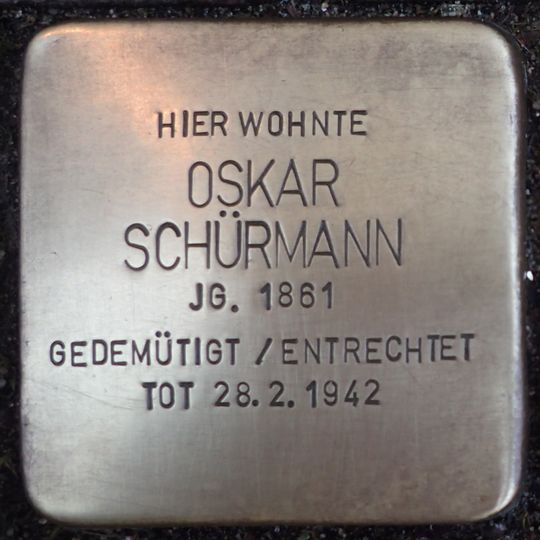 HIER WOHNTE
OSKAR
SCHÜRMANN
JG. 1861
GEDEMÜTIGT / ENTRECHTET
TOT 28.2.1942